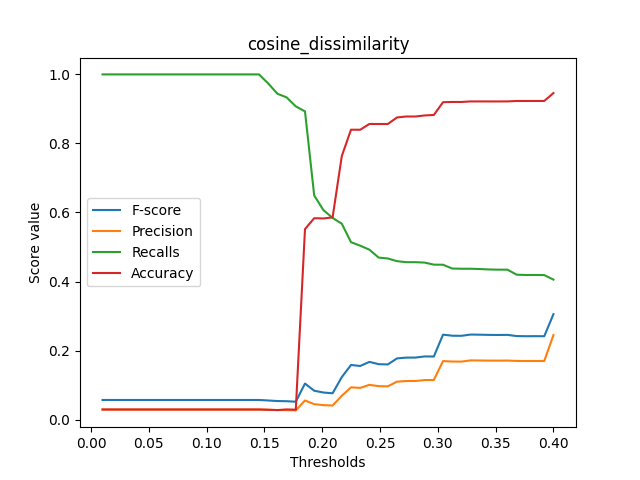 cosine_dissimilarity
Score value
1.0
0.8
0.6
0.4
0.2
0.0
F-score
Precision
Recalls
Accuracy
0.00 0.05 0.10 0.15 0.20 0.25 0.30 0.35 0.40
Thresholds